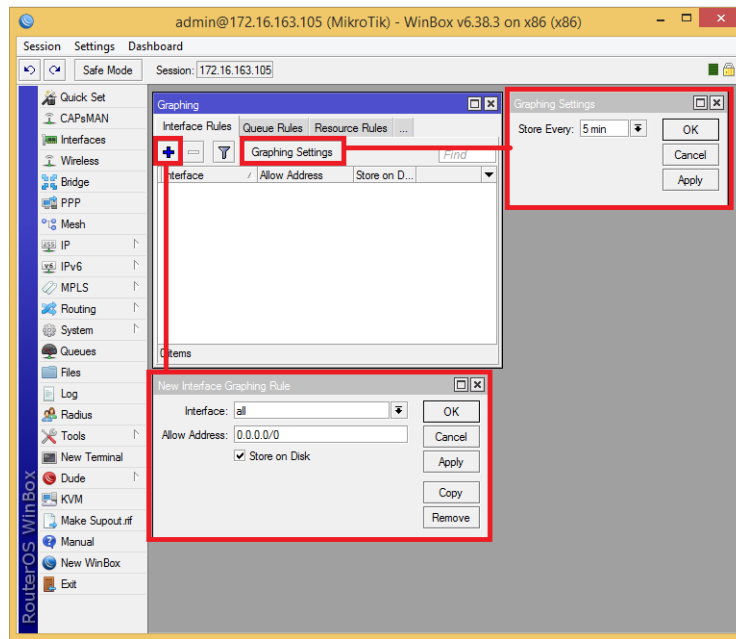 admin@172.16.163.105 (MikroTik) - WinBox v6.38.3 on x86 (x86)
Session Settings Dashboard
Safe Mode Session: 172.16.163.105
Quick Set
CAPsMAN
Interfaces
Wireless
Bridge
PPP
Mesh
IP
IPv6
MPLS
Routing
System
Queues
Files
Log
Radius
Tools
New Terminal
Dude
KVM
Make Supout.rif
Manual
New WinBox
Exit
RouterOS WinBox
Graphing
Interface Rules Queue Rules Resource Rules ...
Graphing Settings Find
Interface Allow Address Store on D...
0 items
Graphing Settings
Store Every: 5 min OK
Cancel
Apply
New Interface Graphing Rule
Interface: all OK
Allow Address: 0.0.0.0/0 Cancel
Store on Disk Apply
Copy
Remove